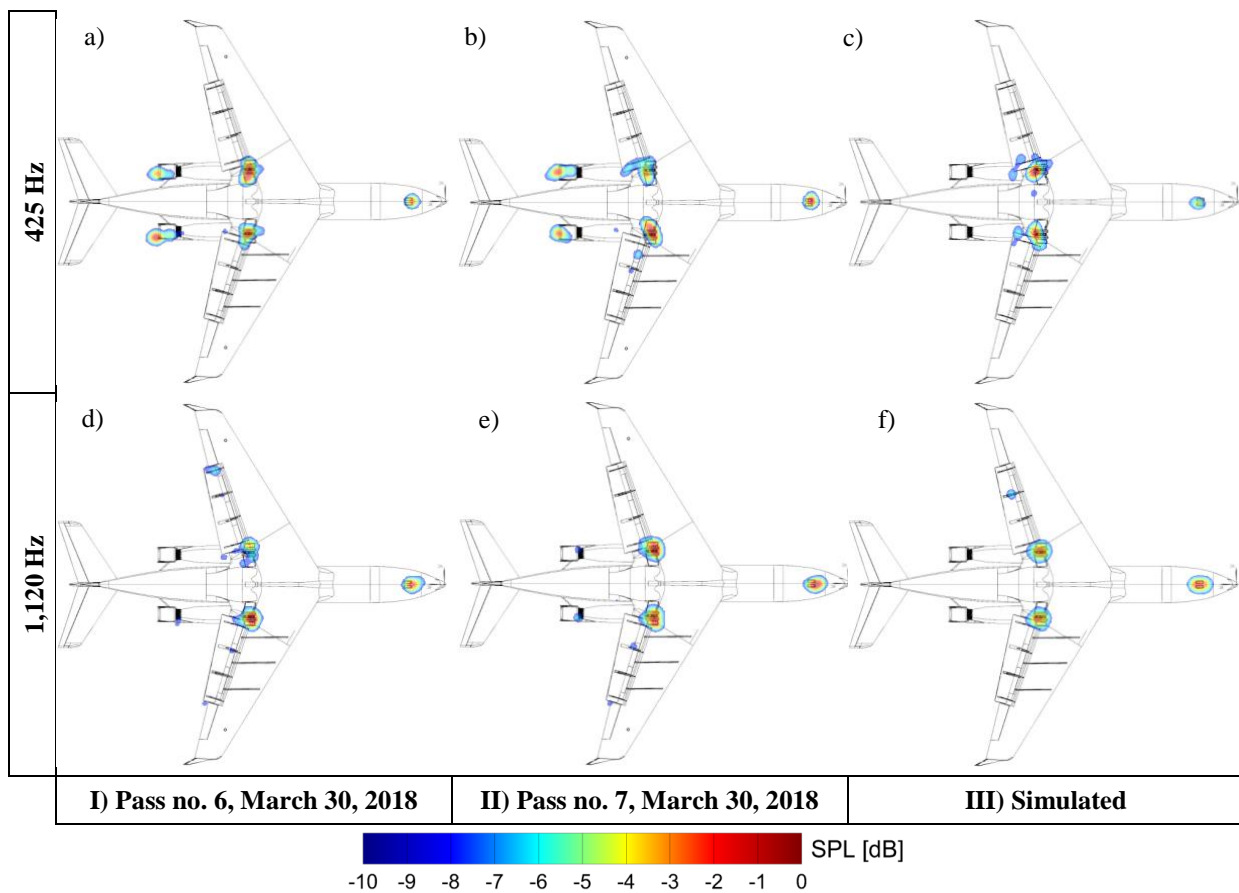 a)
b)
c)
425 Hz
d)
e)
f)
1,120 Hz
I) Pass no. 6, March 30, 2018
II) Pass no. 7, March 30, 2018
III) Simulated
SPL [dB]
-10 -9 -8 -7 -6 -5 -4 -3 -2 -1 0